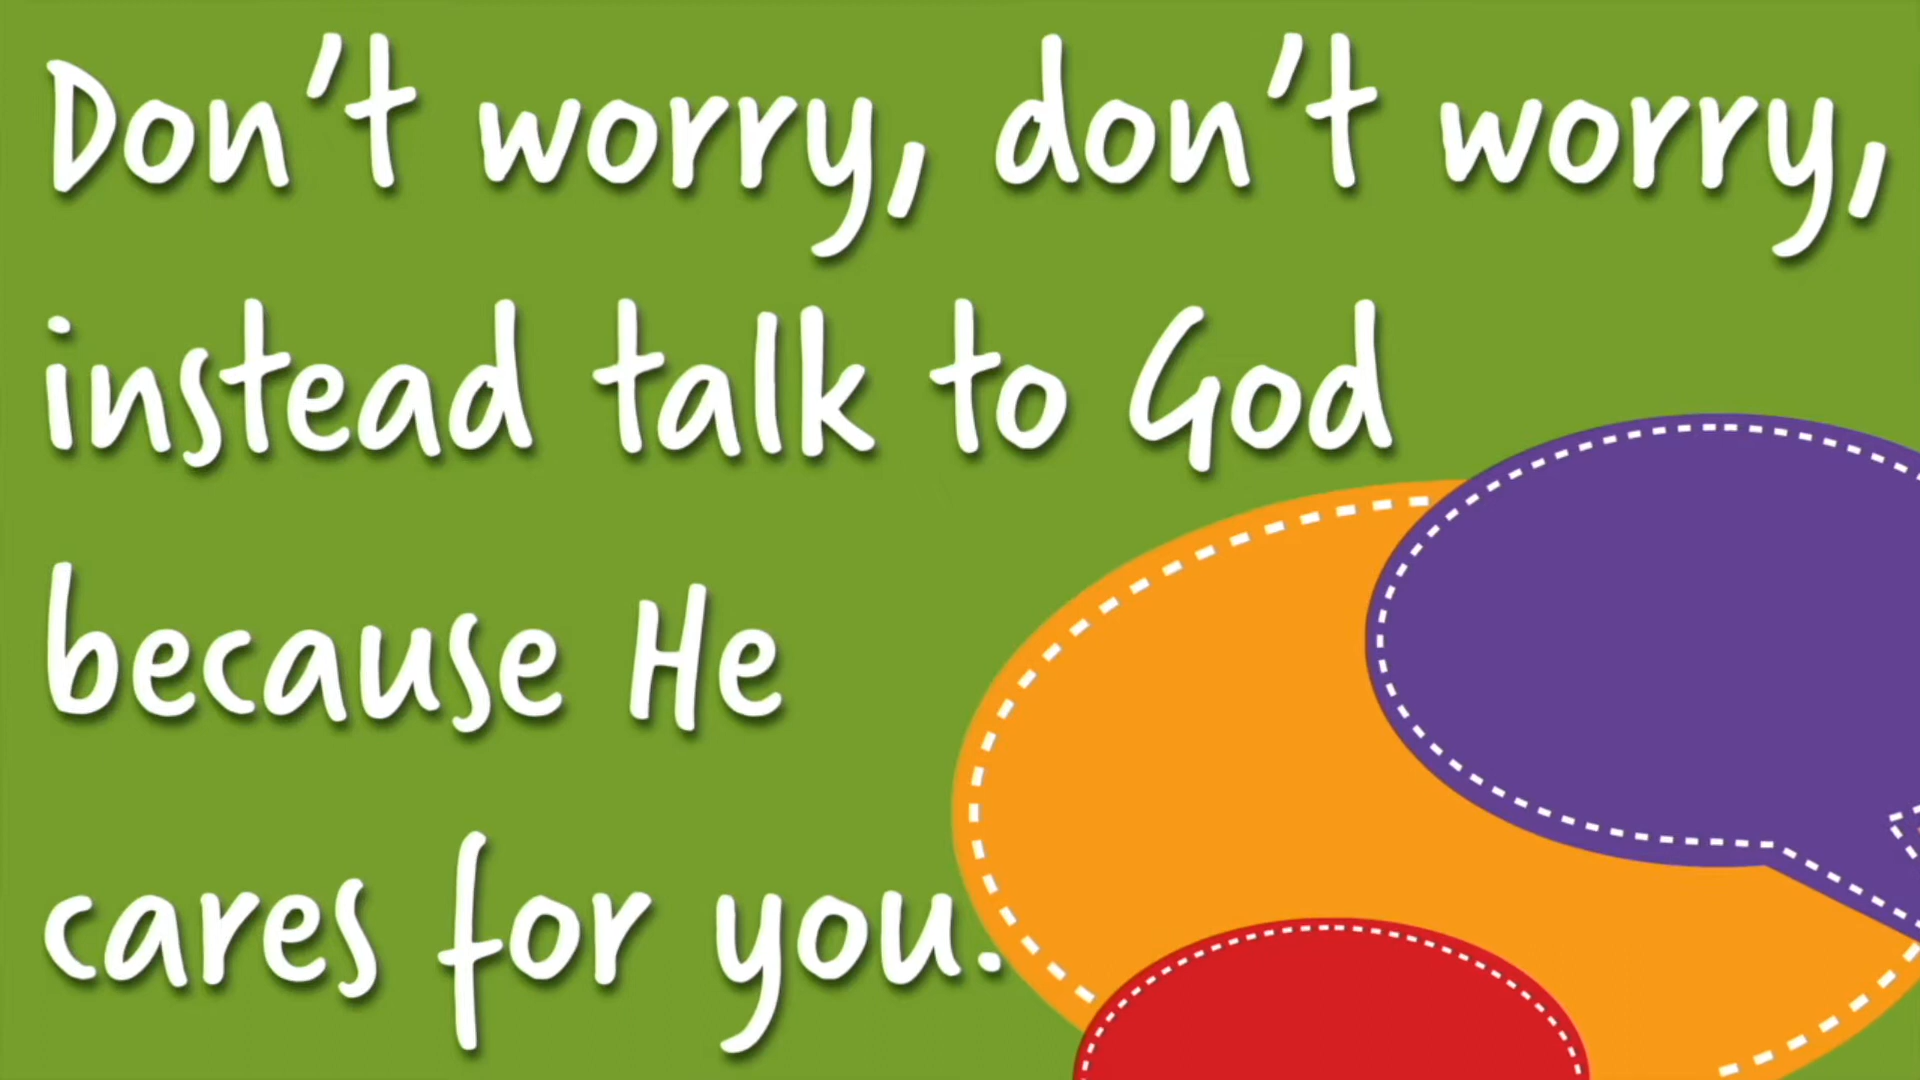 Don't worry, don't worry,
instead talk to God
because He
cares for you.